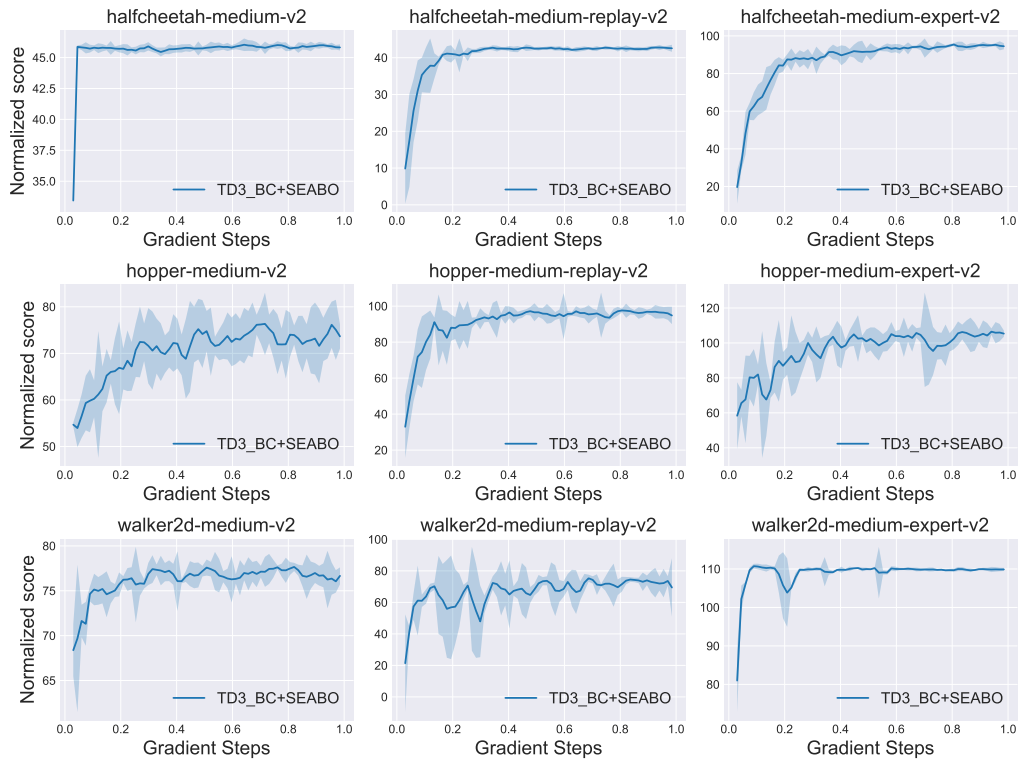 halfcheetah-medium-v2
halfcheetah-medium-replay-v2
halfcheetah-medium-expert-v2
Normalized score
45.0
42.5
40.0
37.5
35.0
TD3_BC+SEABO
0.0 0.2 0.4 0.6 0.8 1.0
Gradient Steps
40
30
20
10
0
TD3_BC+SEABO
0.0 0.2 0.4 0.6 0.8 1.0
Gradient Steps
100
80
60
40
20
TD3_BC+SEABO
0.0 0.2 0.4 0.6 0.8 1.0
Gradient Steps
hopper-medium-v2
hopper-medium-replay-v2
hopper-medium-expert-v2
Normalized score
80
70
60
50
TD3_BC+SEABO
0.0 0.2 0.4 0.6 0.8 1.0
Gradient Steps
100
80
60
40
20
TD3_BC+SEABO
0.0 0.2 0.4 0.6 0.8 1.0
Gradient Steps
120
100
80
60
40
TD3_BC+SEABO
0.0 0.2 0.4 0.6 0.8 1.0
Gradient Steps
walker2d-medium-v2
walker2d-medium-replay-v2
walker2d-medium-expert-v2
Normalized score
80
75
70
65
TD3_BC+SEABO
0.0 0.2 0.4 0.6 0.8 1.0
Gradient Steps
100
80
60
40
20
0
TD3_BC+SEABO
0.0 0.2 0.4 0.6 0.8 1.0
Gradient Steps
110
100
90
80
TD3_BC+SEABO
0.0 0.2 0.4 0.6 0.8 1.0
Gradient Steps